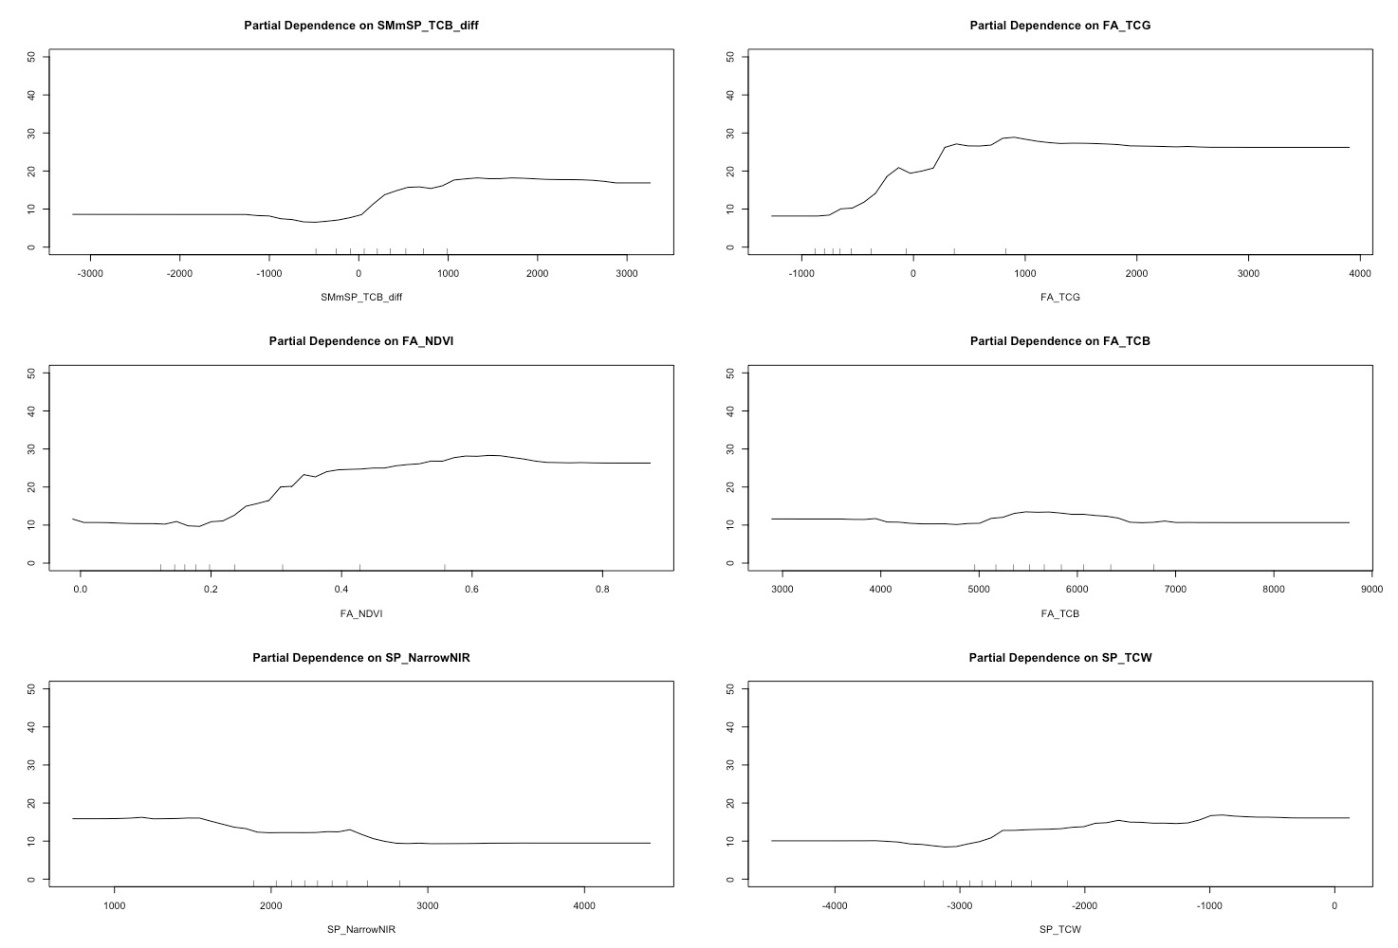 Partial Dependence on SMmSP_TCB_diff
50
40
30
20
10
0
-3000 -2000 -1000 0 1000 2000 3000
SMmSP_TCB_diff
Partial Dependence on FA_TCG
50
40
30
20
10
0
-1000 0 1000 2000 3000 4000
FA_TCG
Partial Dependence on FA_NDVI
50
40
30
20
10
0
0.0 0.2 0.4 0.6 0.8
FA_NDVI
Partial Dependence on FA_TCB
50
40
30
20
10
0
3000 4000 5000 6000 7000 8000 9000
FA_TCB
Partial Dependence on SP_NarrowNIR
50
40
30
20
10
0
1000 2000 3000 4000
SP_NarrowNIR
Partial Dependence on SP_TCW
50
40
30
20
10
0
-4000 -3000 -2000 -1000 0
SP_TCW